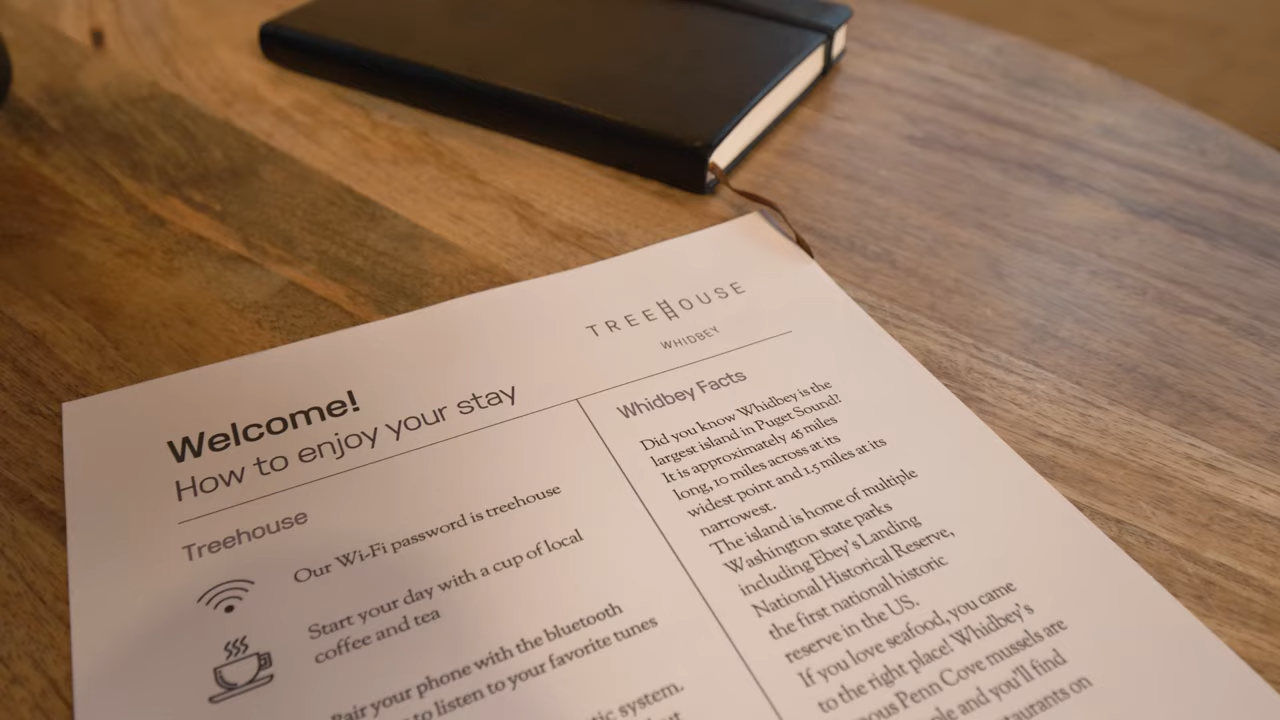 TREEHOUSE
WHIDBEY
Welcome!
How to enjoy your stay
Treehouse
Our Wi-Fi password is treehouse
Start your day with a cup of local
coffee and tea
Pair your phone with the bluetooth
to listen to your favorite tunes
system.
Whidbey Facts
Did you know Whidbey is the
largest island in Puget Sound?
It is approximately 45 miles
long, 10 miles across at its
widest point and 1.5 miles at its
narrowest.
The island is home of multiple
Washington state parks
including Ebey's Landing
National Historical Reserve,
the first national historic
reserve in the US.
If you love seafood, you came
to the right place! Whidbey's
Penn Cove mussels are
and you'll find
on